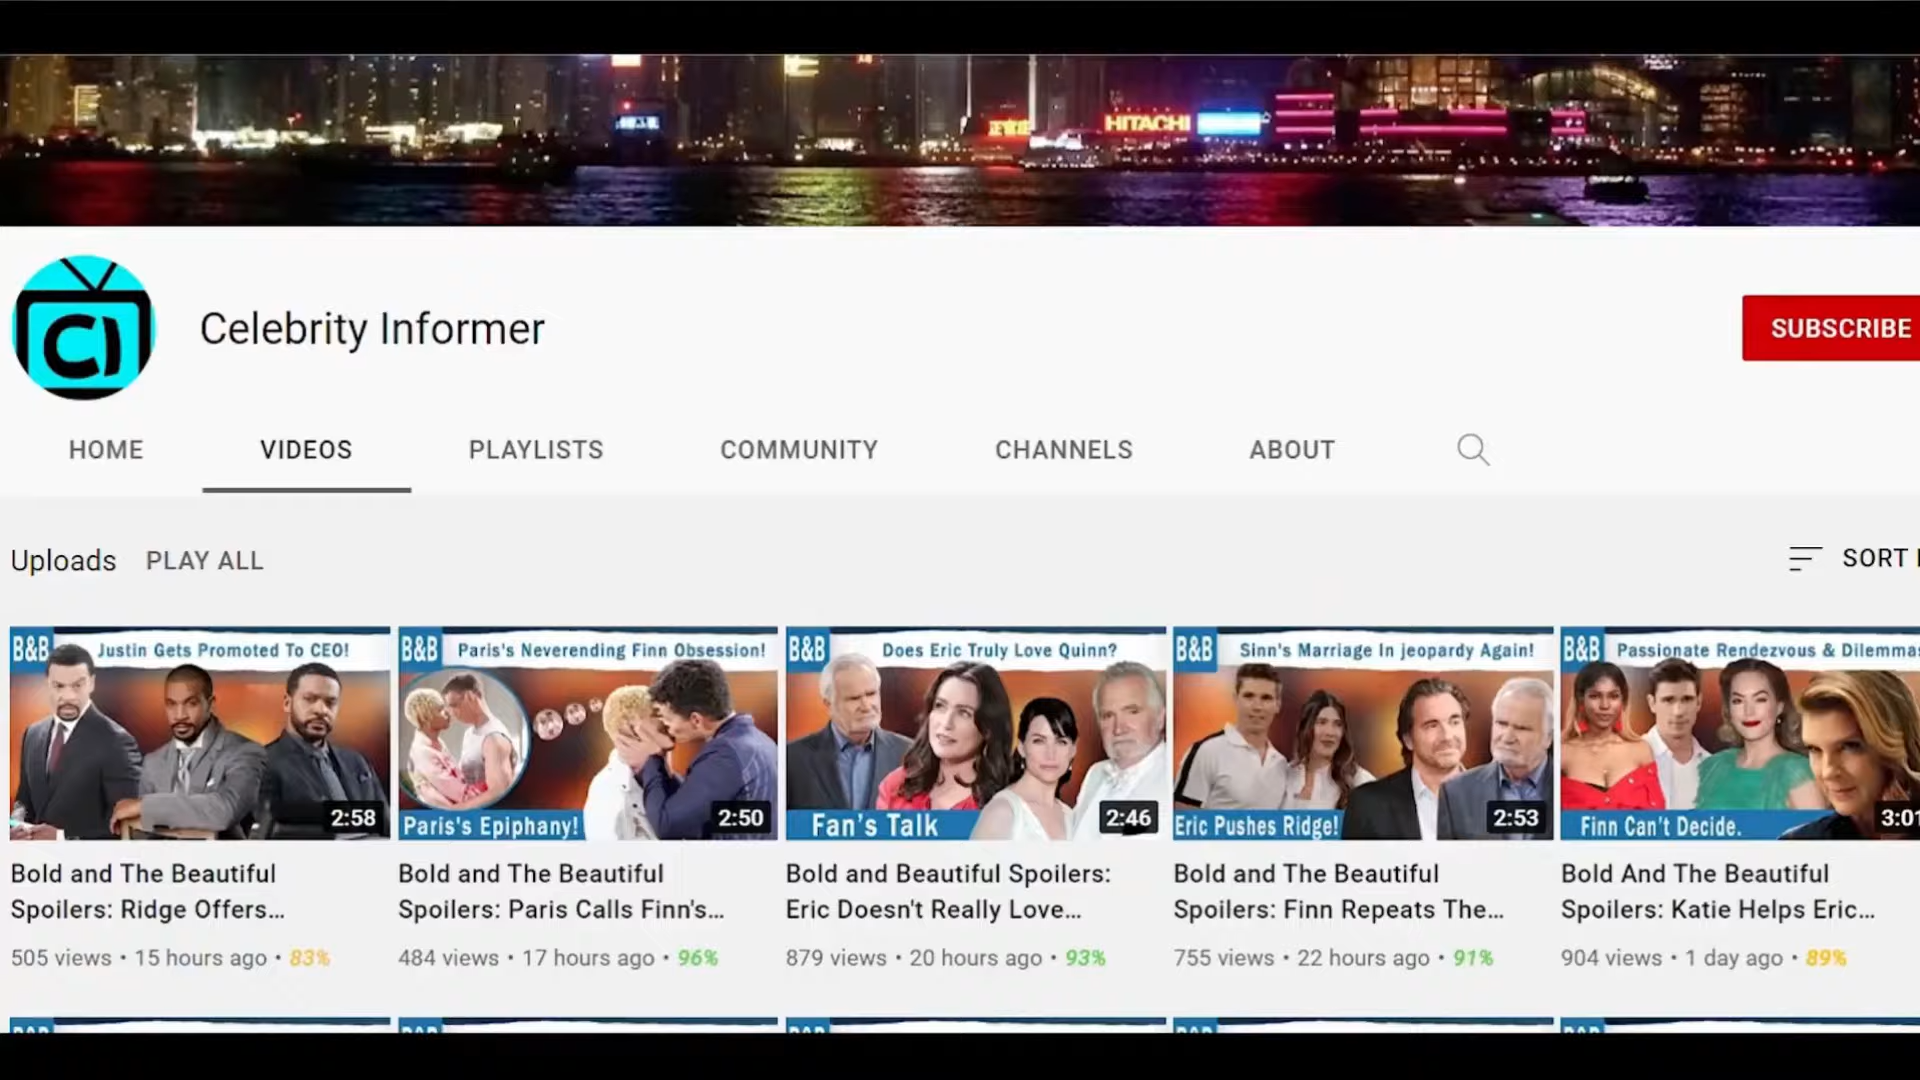 HITACHI
CI
Celebrity Informer
SUBSCRIBE
HOME
VIDEOS
PLAYLISTS
COMMUNITY
CHANNELS
ABOUT
Uploads
PLAY ALL
SORT
B&B
Justin Gets Promoted To CEO!
2:58
B&B
Paris's Neverending Finn Obsession!
Paris's Epiphany!
2:50
B&B
Does Eric Truly Love Quinn?
Fan's Talk
2:46
B&B
Sinn's Marriage In jeopardy Again!
Eric Pushes Ridge!
2:53
B&B
Passionate Rendezvous & Dilemmas
Finn Can't Decide.
3:01
Bold and The Beautiful
Spoilers: Ridge Offers...
505 views • 15 hours ago • 83%
Bold and The Beautiful
Spoilers: Paris Calls Finn's...
484 views • 17 hours ago • 96%
Bold and Beautiful Spoilers:
Eric Doesn't Really Love...
879 views • 20 hours ago • 93%
Bold and The Beautiful
Spoilers: Finn Repeats The...
755 views • 22 hours ago • 91%
Bold And The Beautiful
Spoilers: Katie Helps Eric...
904 views • 1 day ago • 89%
B&B
B&B
B&B
B&B
B&B